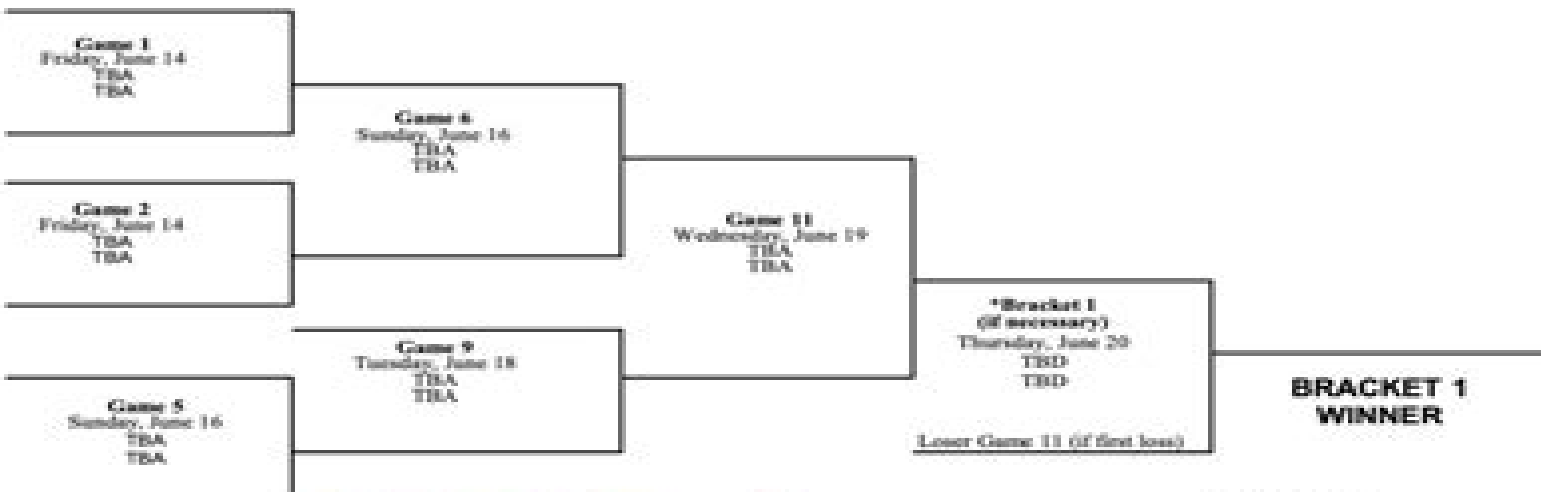 Game 1
Friday, June 14
TBA
TBA
Game 6
Sunday, June 16
TBA
TBA
Game 2
Friday, June 14
TBA
TBA
Game 11
Wednesday, June 19
TBA
TBA
*Bracket 1
(if necessary)
Thursday, June 20
TBD
TBD
Game 9
Tuesday, June 18
TBA
TBA
BRACKET 1
WINNER
Game 5
Sunday, June 16
TBA
TBA
Loser Game 11 (if first loss)